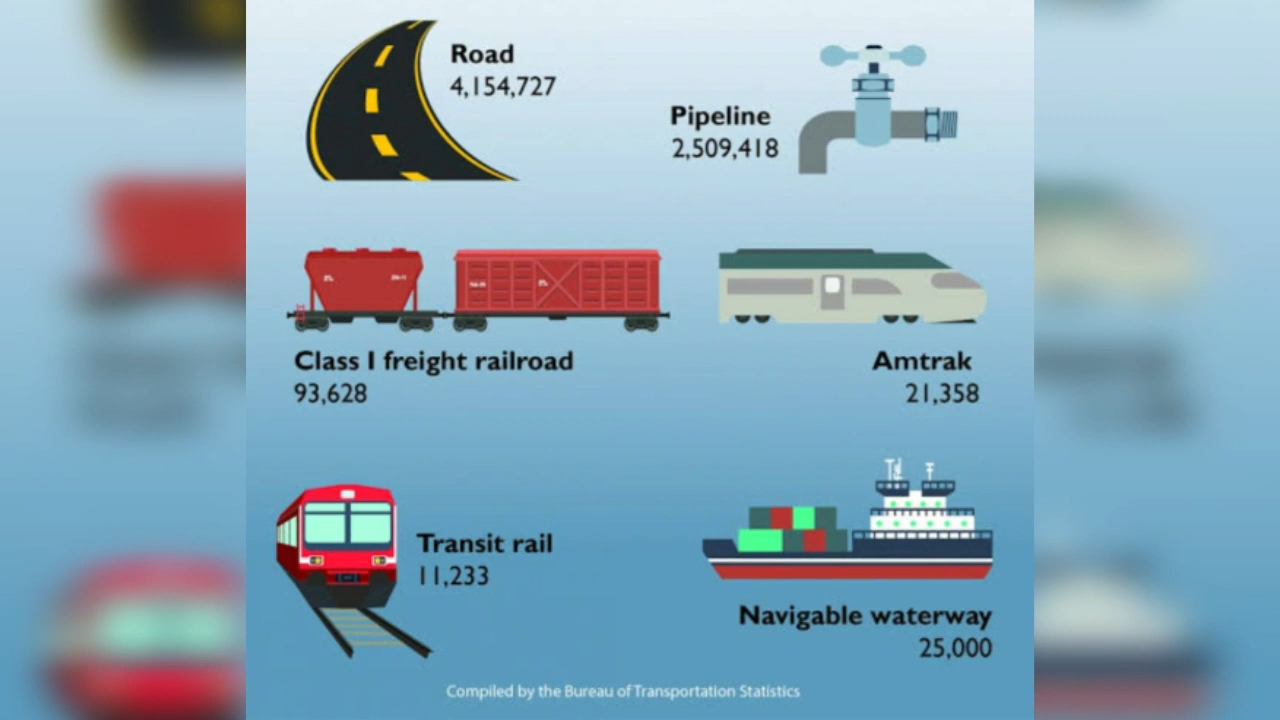 Road
4,154,727
Pipeline
2,509,418
Class I freight railroad
93,628
Amtrak
21,358
Transit rail
11,233
Navigable waterway
25,000
Compiled by the Bureau of Transportation Statistics